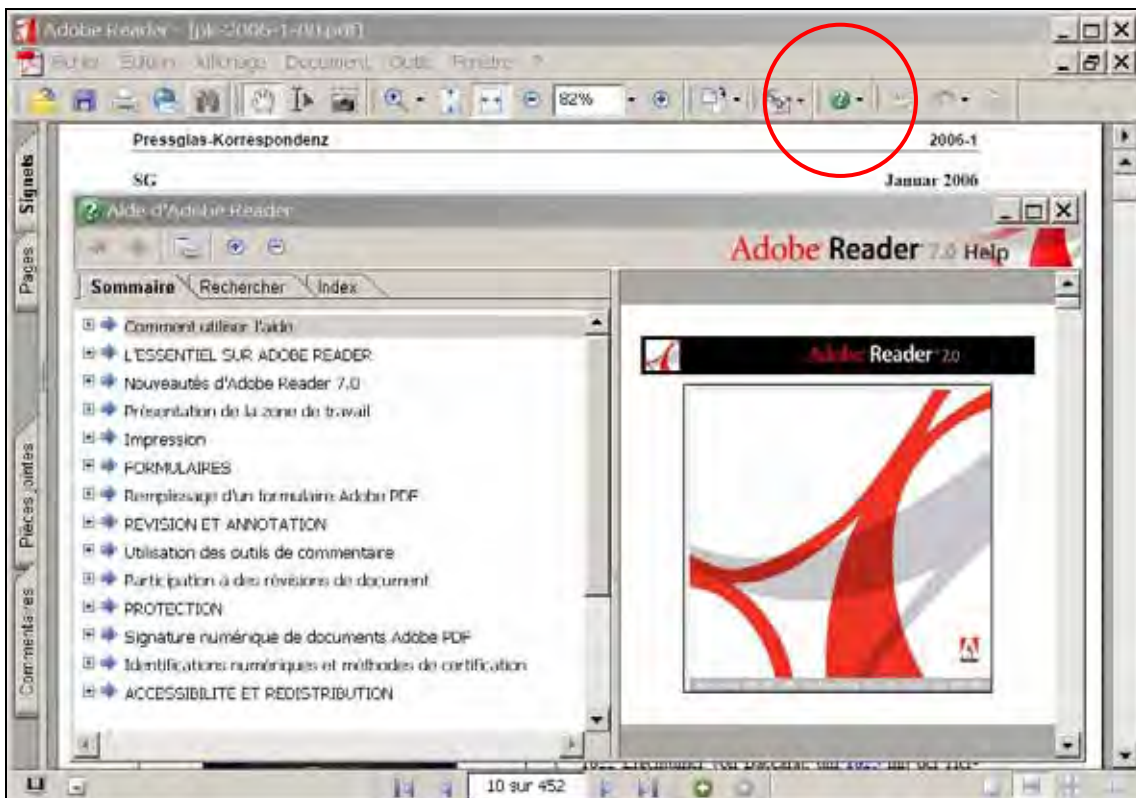 Adobe Reader - [pk-2006-1-00.pdf]
Fichier Edition Affichage Document Outils Fenêtre ?
82%
Pressglas-Korrespondenz 2006-1
SG Januar 2006
Signets
Pages
Pièces jointes
Commentaires
Aide d'Adobe Reader
Adobe Reader 7.0 Help
Sommaire Rechercher Index
Comment utiliser l'aide
L'ESSENTIEL SUR ADOBE READER
Nouveautés d'Adobe Reader 7.0
Présentation de la zone de travail
Impression
FORMULAIRES
Remplissage d'un formulaire Adobe PDF
REVISION ET ANNOTATION
Utilisation des outils de commentaire
Participation à des révisions de document
PROTECTION
Signature numérique de documents Adobe PDF
Identifications numériques et méthodes de certification
ACCESSIBILITE ET REDISTRIBUTION
Adobe Reader 7.0
10 sur 452